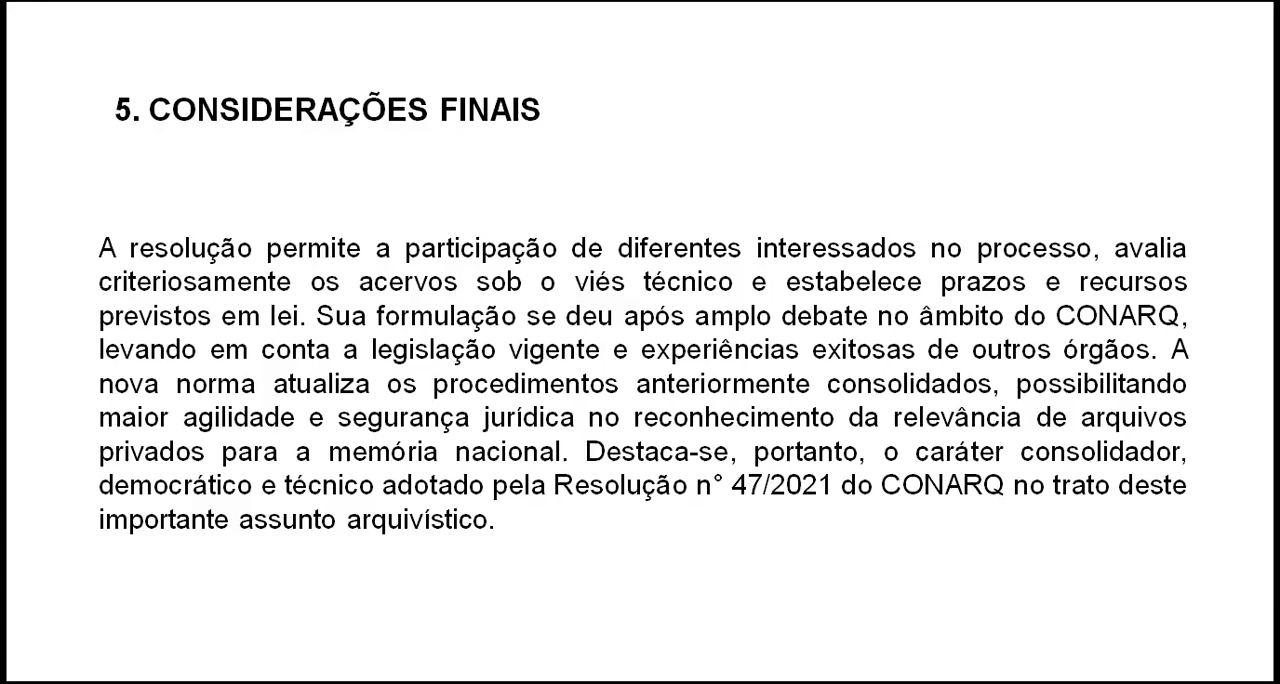 5. CONSIDERAÇÕES FINAIS
A resolução permite a participação de diferentes interessados no processo, avalia
criteriosamente os acervos sob o viés técnico e estabelece prazos e recursos
previstos em lei. Sua formulação se deu após amplo debate no âmbito do CONARQ,
levando em conta a legislação vigente e experiências exitosas de outros órgãos. A
nova norma atualiza os procedimentos anteriormente consolidados, possibilitando
maior agilidade e segurança jurídica no reconhecimento da relevância de arquivos
privados para a memória nacional. Destaca-se, portanto, o caráter consolidador,
democrático e técnico adotado pela Resolução n° 47/2021 do CONARQ no trato deste
importante assunto arquivístico.